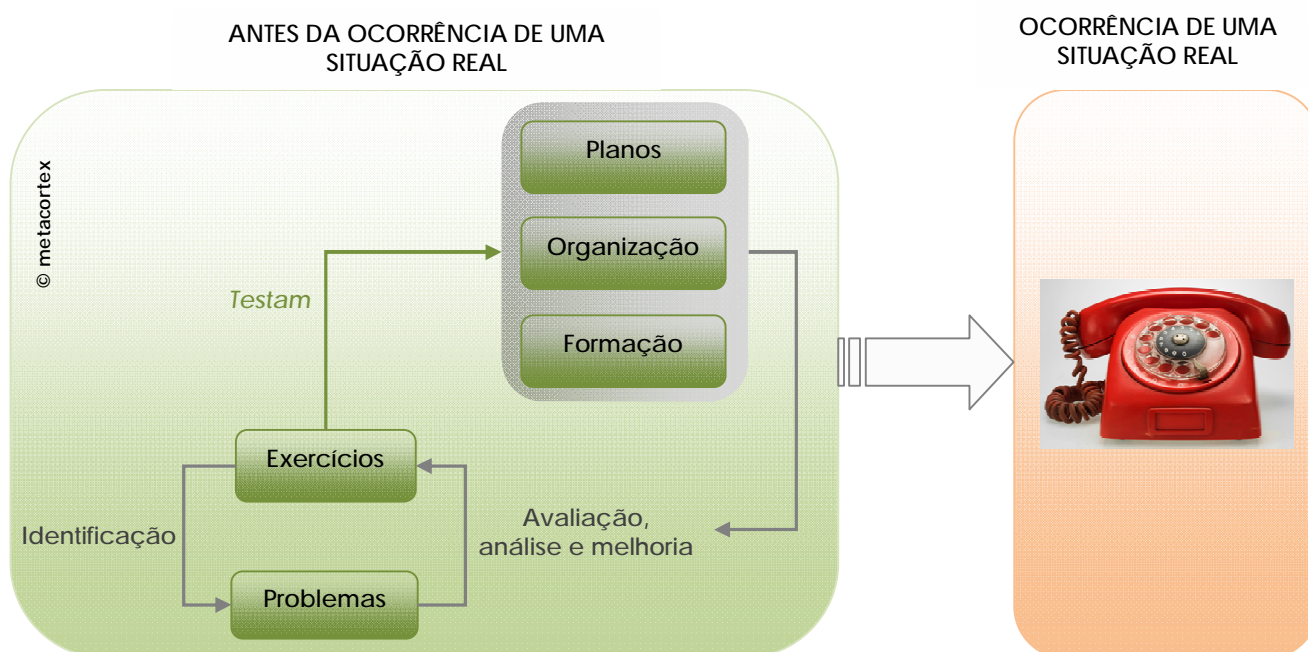 ANTES DA OCORRÊNCIA DE UMA
SITUAÇÃO REAL
OCORRÊNCIA DE UMA
SITUAÇÃO REAL
© metacortex
Planos
Organização
Formação
Testam
Exercícios
Identificação
Problemas
Avaliação,
análise e melhoria